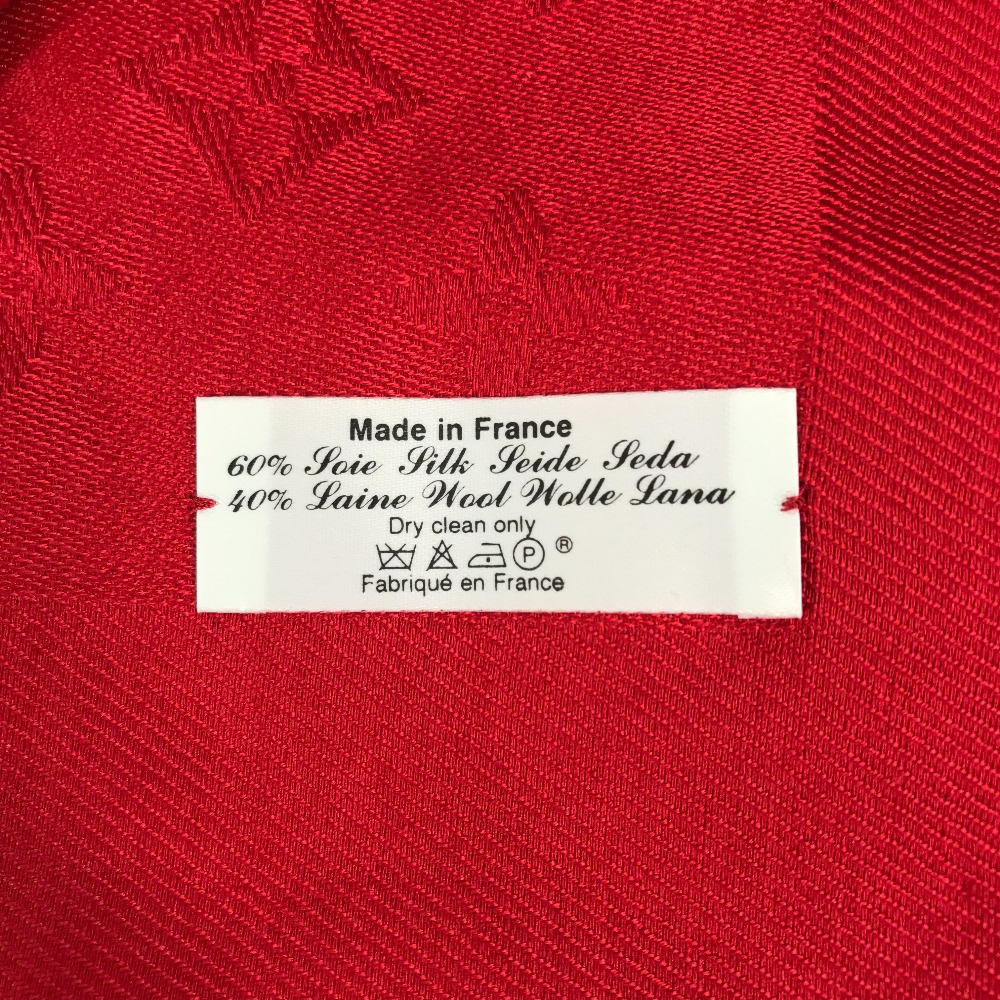 Made in France
60% Soie Silk Seide Seda
40% Laine Wool Wolle Lana
Dry clean only
P ®
Fabriqué en France